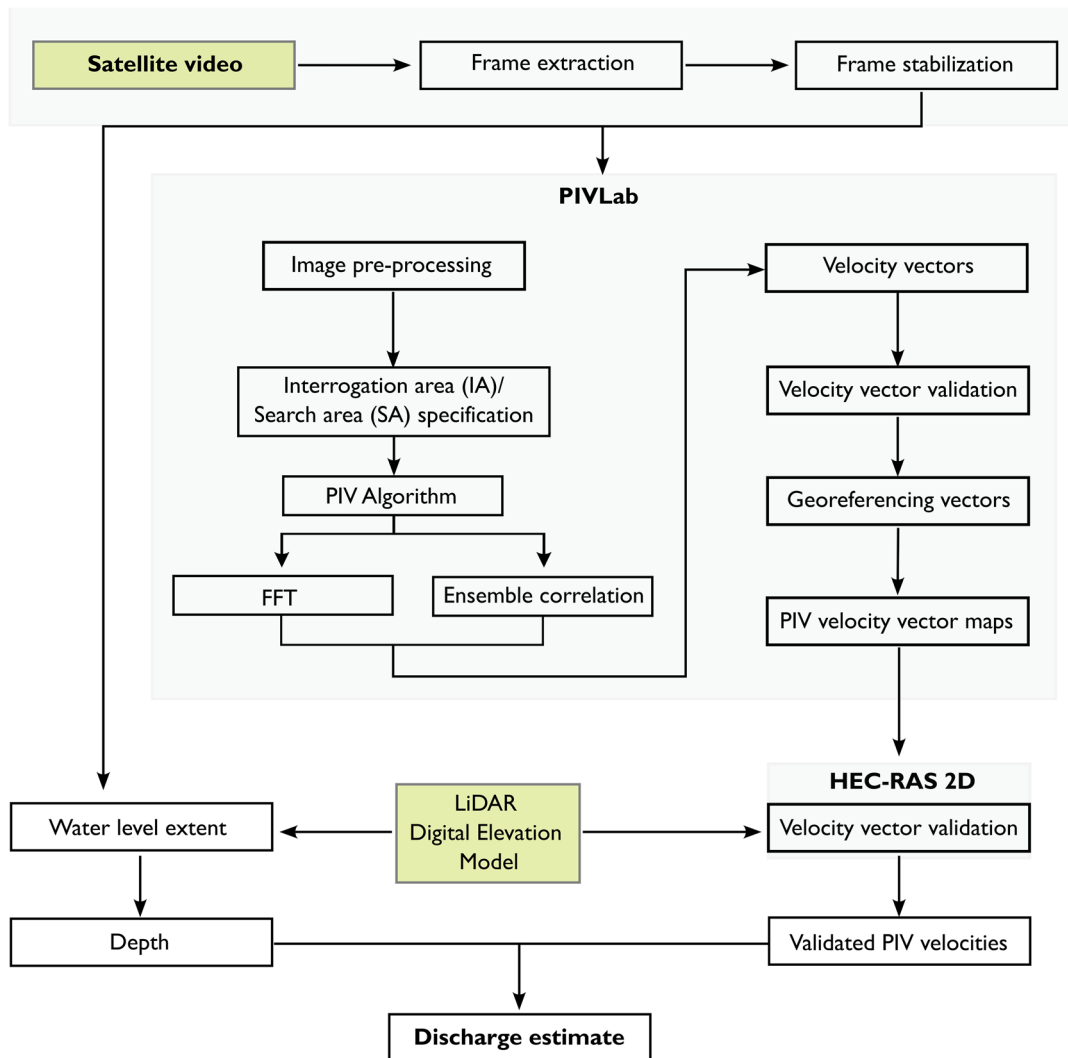 Satellite video
Frame extraction
Frame stabilization
PIVLab
Image pre-processing
Interrogation area (IA)/
Search area (SA) specification
PIV Algorithm
FFT
Ensemble correlation
Velocity vectors
Velocity vector validation
Georeferencing vectors
PIV velocity vector maps
HEC-RAS 2D
Velocity vector validation
LiDAR
Digital Elevation
Model
Water level extent
Depth
Validated PIV velocities
Discharge estimate